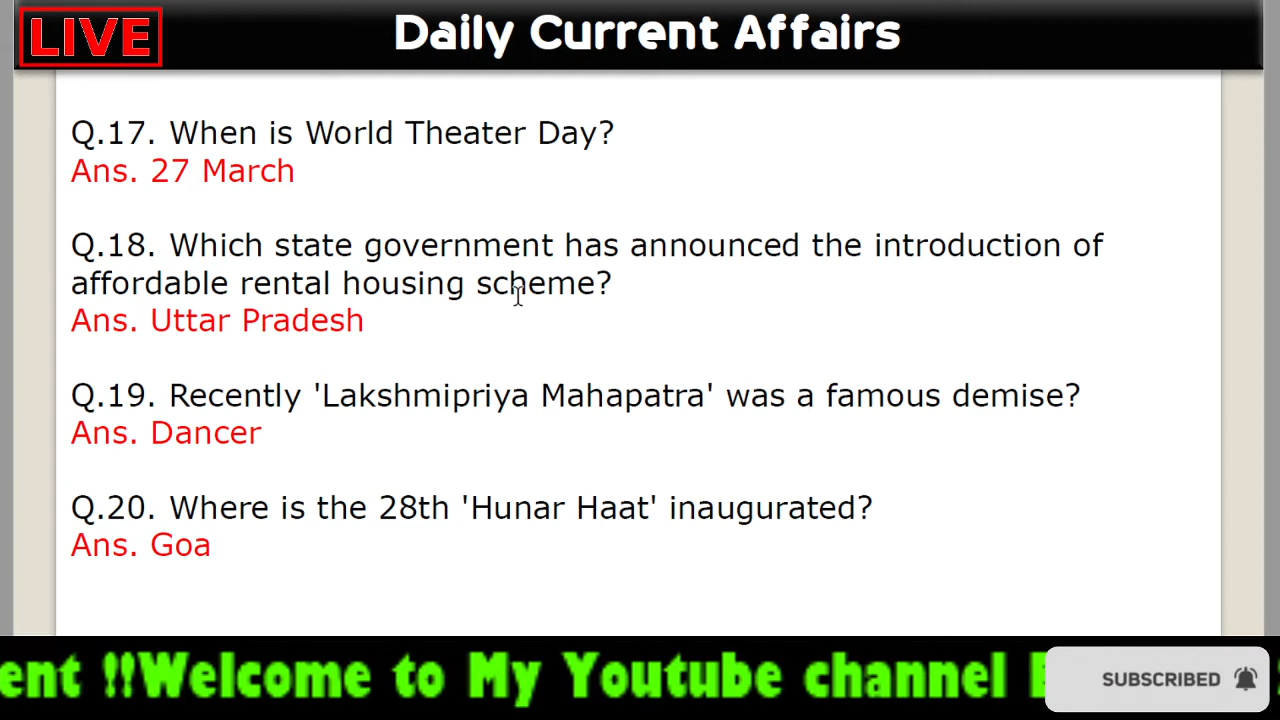 LIVE
Daily Current Affairs
Q.17. When is World Theater Day?
Ans. 27 March
Q.18. Which state government has announced the introduction of
affordable rental housing scheme?
Ans. Uttar Pradesh
Q.19. Recently 'Lakshmipriya Mahapatra' was a famous demise?
Ans. Dancer
Q.20. Where is the 28th 'Hunar Haat' inaugurated?
Ans. Goa
ent !!Welcome to My Youtube channel
SUBSCRIBED